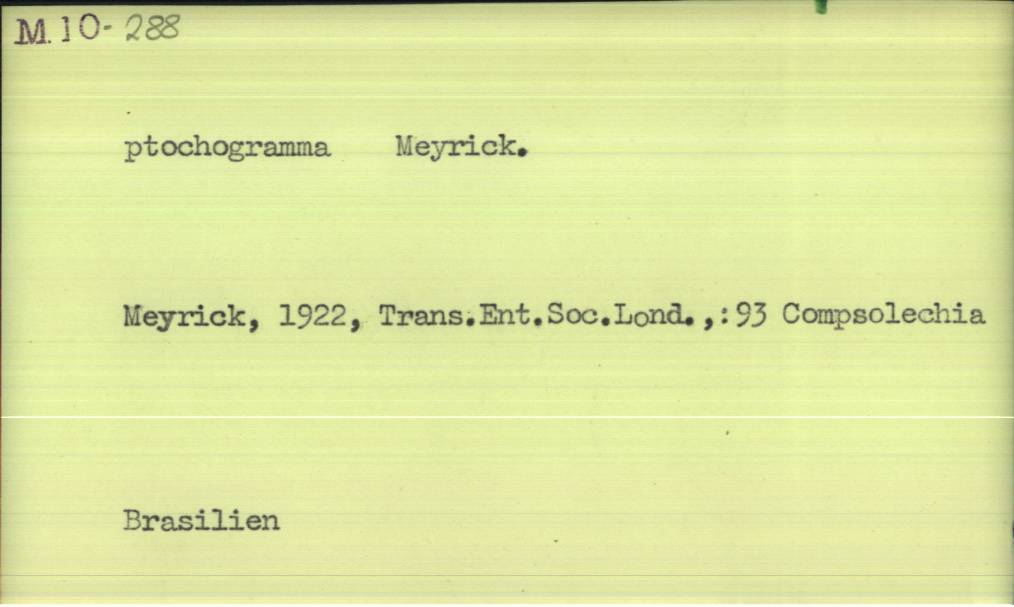 M.10-288
ptochogramma Meyrick.
Meyrick, 1922, Trans.Ent.Soc.Lond.,:93 Compsolechia
Brasilien